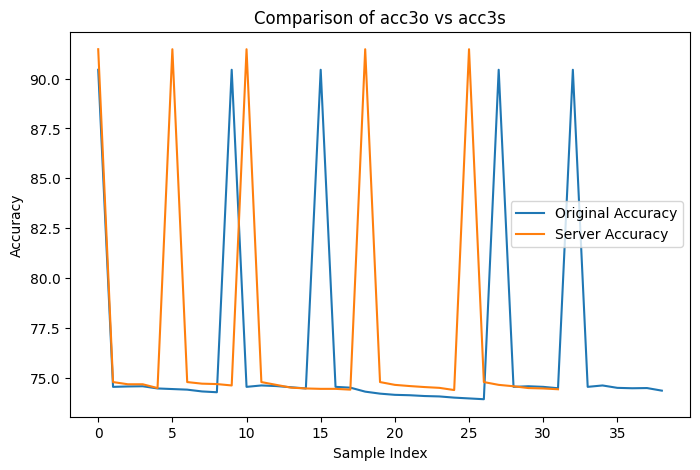 Comparison of acc3o vs acc3s
90.0
87.5
85.0
82.5
80.0
77.5
75.0
Accuracy
Original Accuracy
Server Accuracy
0 5 10 15 20 25 30 35
Sample Index